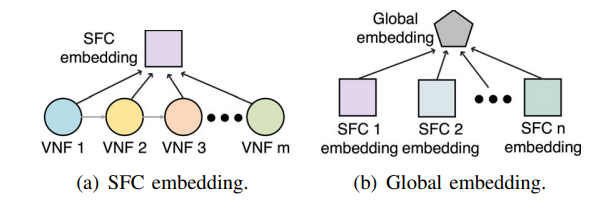 SFC
embedding
VNF 1 VNF 2 VNF 3 VNF m
(a) SFC embedding.
Global
embedding
SFC 1 SFC 2 SFC n
embedding embedding embedding
(b) Global embedding.